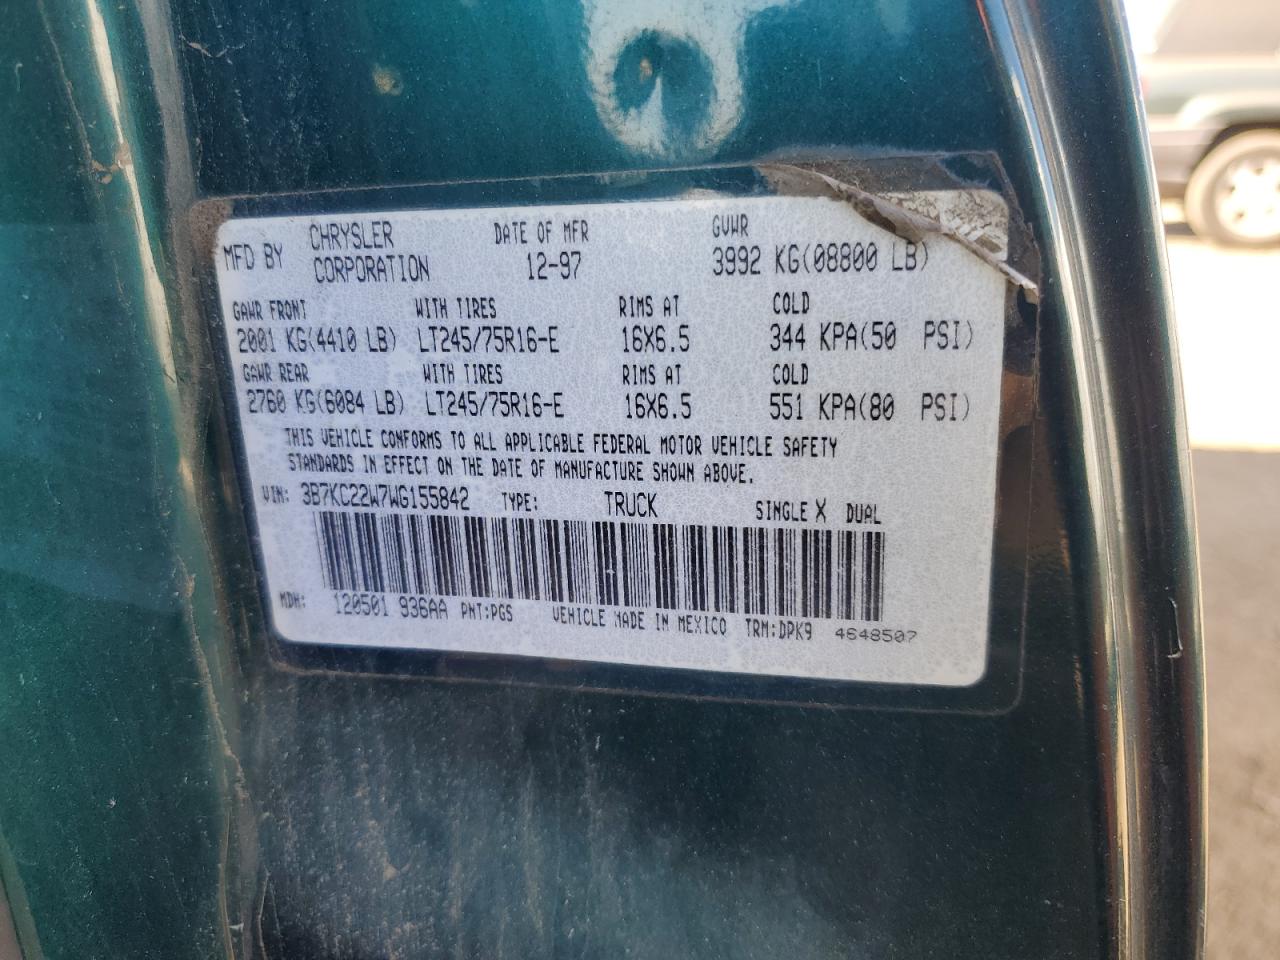 MFD BY CHRYSLER CORPORATION DATE OF MFR 12-97 GVWR 3992 KG(08800 LB)
GAWR FRONT WITH TIRES RIMS AT COLD
2001 KG(4410 LB) LT245/75R16-E 16X6.5 344 KPA(50 PSI)
GAWR REAR WITH TIRES RIMS AT COLD
2760 KG(6084 LB) LT245/75R16-E 16X6.5 551 KPA(80 PSI)
THIS VEHICLE CONFORMS TO ALL APPLICABLE FEDERAL MOTOR VEHICLE SAFETY
STANDARDS IN EFFECT ON THE DATE OF MANUFACTURE SHOWN ABOVE.
VIN: 3B7KC22W7WG155842 TYPE: TRUCK SINGLE X DUAL
MDH: 120501 936AA PNT:PGS VEHICLE MADE IN MEXICO TRM:DPK9 4648507